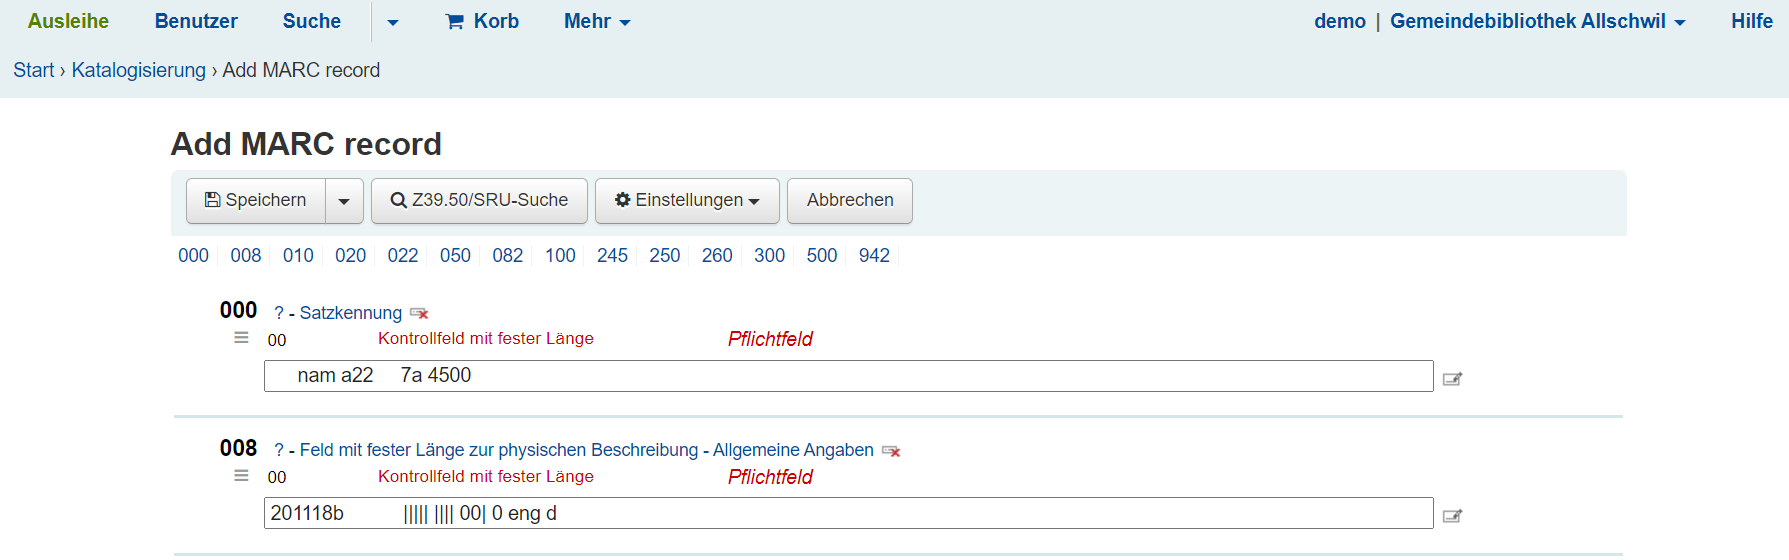 Ausleihe Benutzer Suche Korb Mehr demo | Gemeindebibliothek Allschwil Hilfe
Start › Katalogisierung › Add MARC record
Add MARC record
Speichern Z39.50/SRU-Suche Einstellungen Abbrechen
000 008 010 020 022 050 082 100 245 250 260 300 500 942
000 ? - Satzkennung
00 Kontrollfeld mit fester Länge Pflichtfeld
nam a22 7a 4500
008 ? - Feld mit fester Länge zur physischen Beschreibung - Allgemeine Angaben
00 Kontrollfeld mit fester Länge Pflichtfeld
201118b ||||| |||| 00| 0 eng d